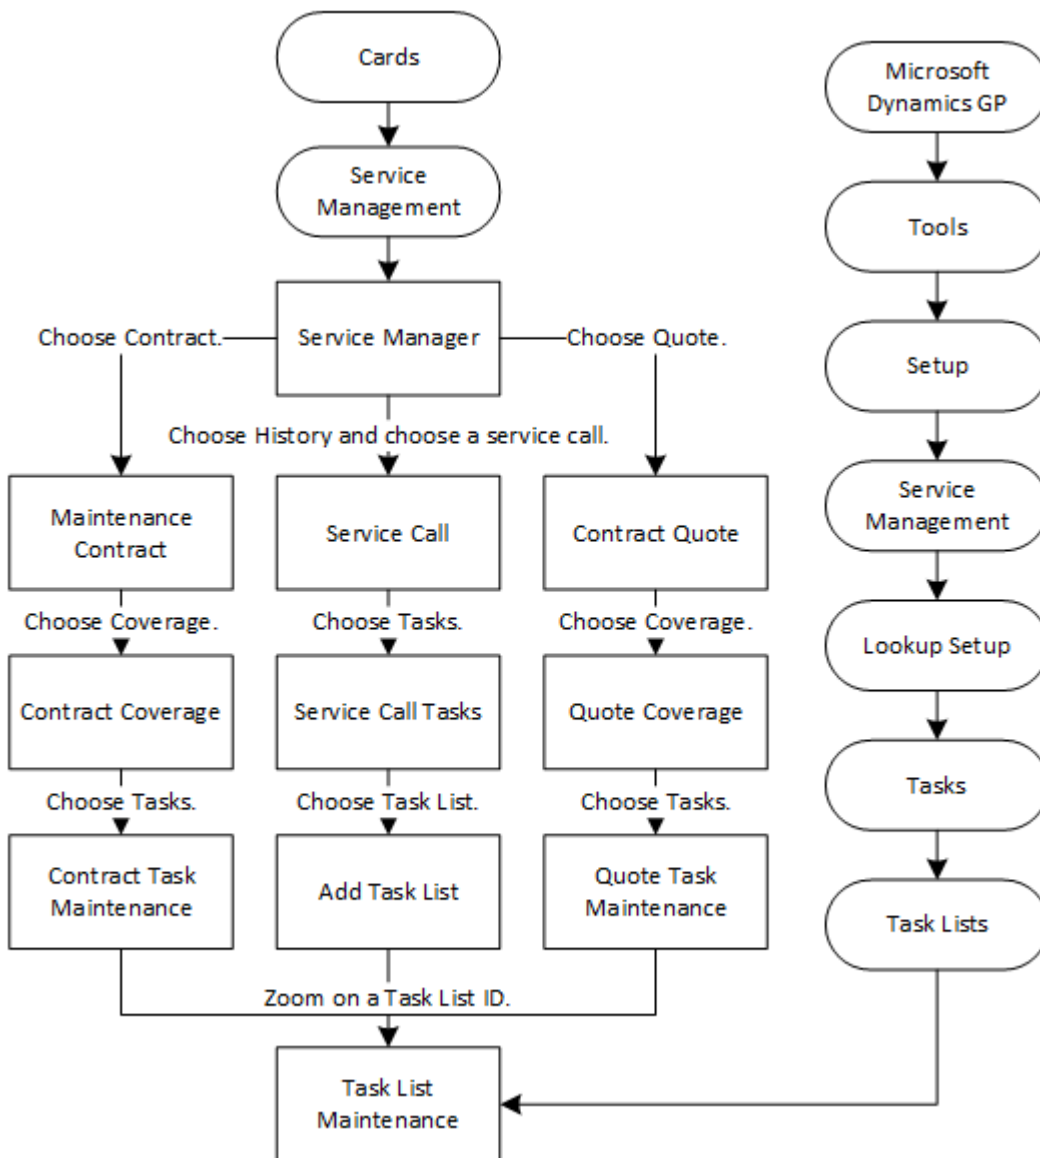 Cards
Microsoft
Dynamics GP
Service
Management
Tools
Choose Contract.
Service Manager
Choose Quote.
Setup
Choose History and choose a service call.
Maintenance
Contract
Service Call
Contract Quote
Service
Management
Choose Coverage.
Choose Tasks.
Choose Coverage.
Lookup Setup
Contract Coverage
Service Call Tasks
Quote Coverage
Choose Tasks.
Choose Task List.
Choose Tasks.
Tasks
Contract Task
Maintenance
Add Task List
Quote Task
Maintenance
Task Lists
Zoom on a Task List ID.
Task List
Maintenance